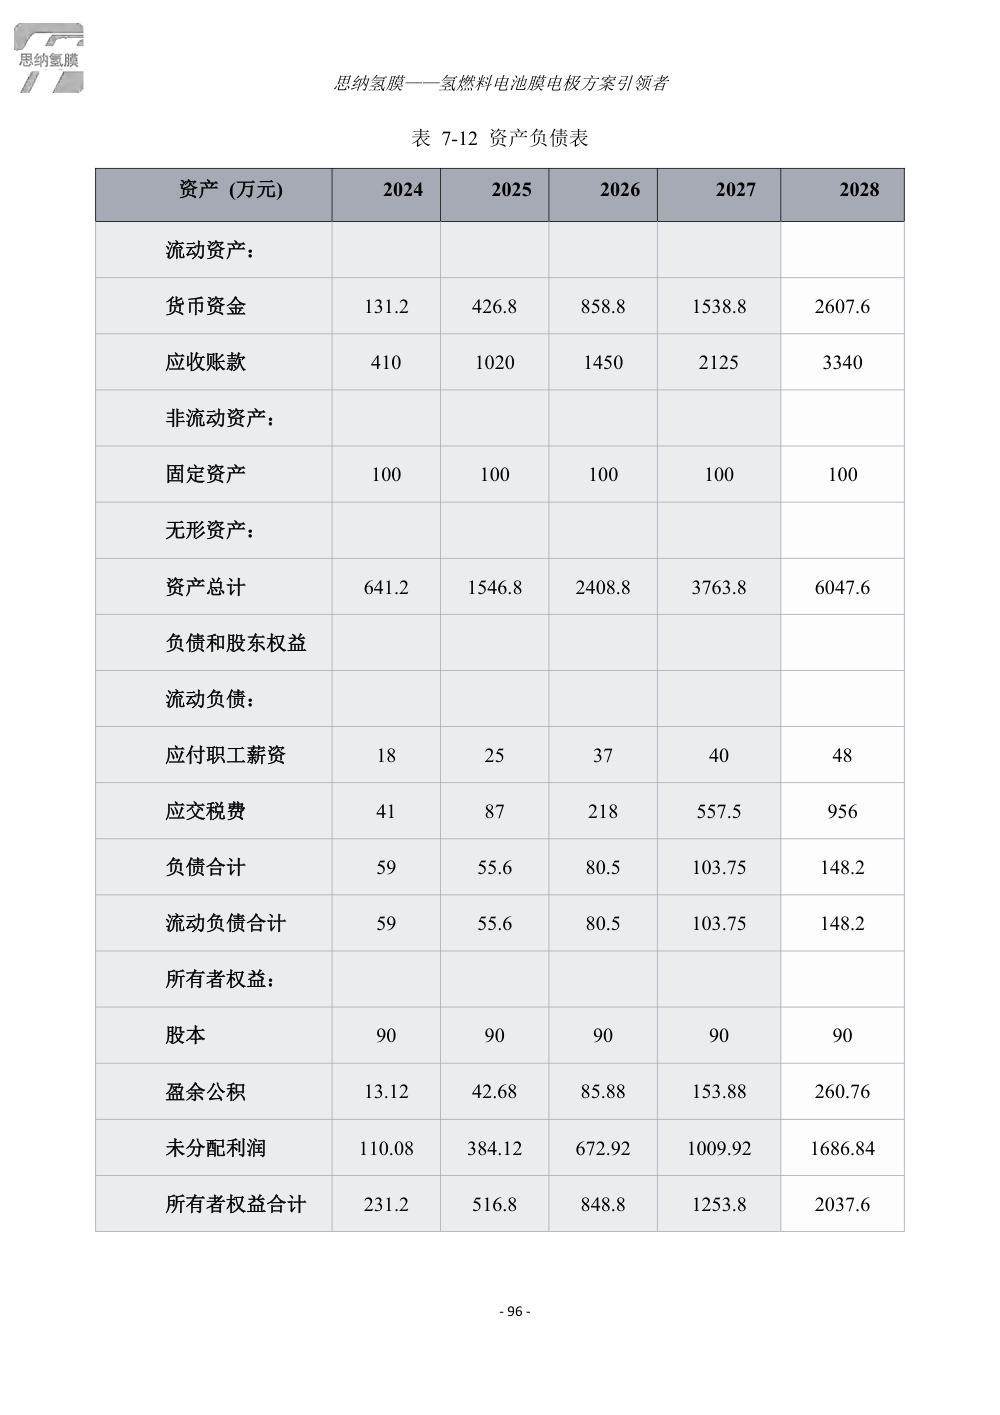 思纳氢膜
思纳氢膜——氢燃料电池膜电极方案引领者
表 7-12 资产负债表
资产 (万元) 2024 2025 2026 2027 2028
流动资产：
货币资金 131.2 426.8 858.8 1538.8 2607.6
应收账款 410 1020 1450 2125 3340
非流动资产：
固定资产 100 100 100 100 100
无形资产：
资产总计 641.2 1546.8 2408.8 3763.8 6047.6
负债和股东权益
流动负债：
应付职工薪资 18 25 37 40 48
应交税费 41 87 218 557.5 956
负债合计 59 55.6 80.5 103.75 148.2
流动负债合计 59 55.6 80.5 103.75 148.2
所有者权益：
股本 90 90 90 90 90
盈余公积 13.12 42.68 85.88 153.88 260.76
未分配利润 110.08 384.12 672.92 1009.92 1686.84
所有者权益合计 231.2 516.8 848.8 1253.8 2037.6
- 96 -